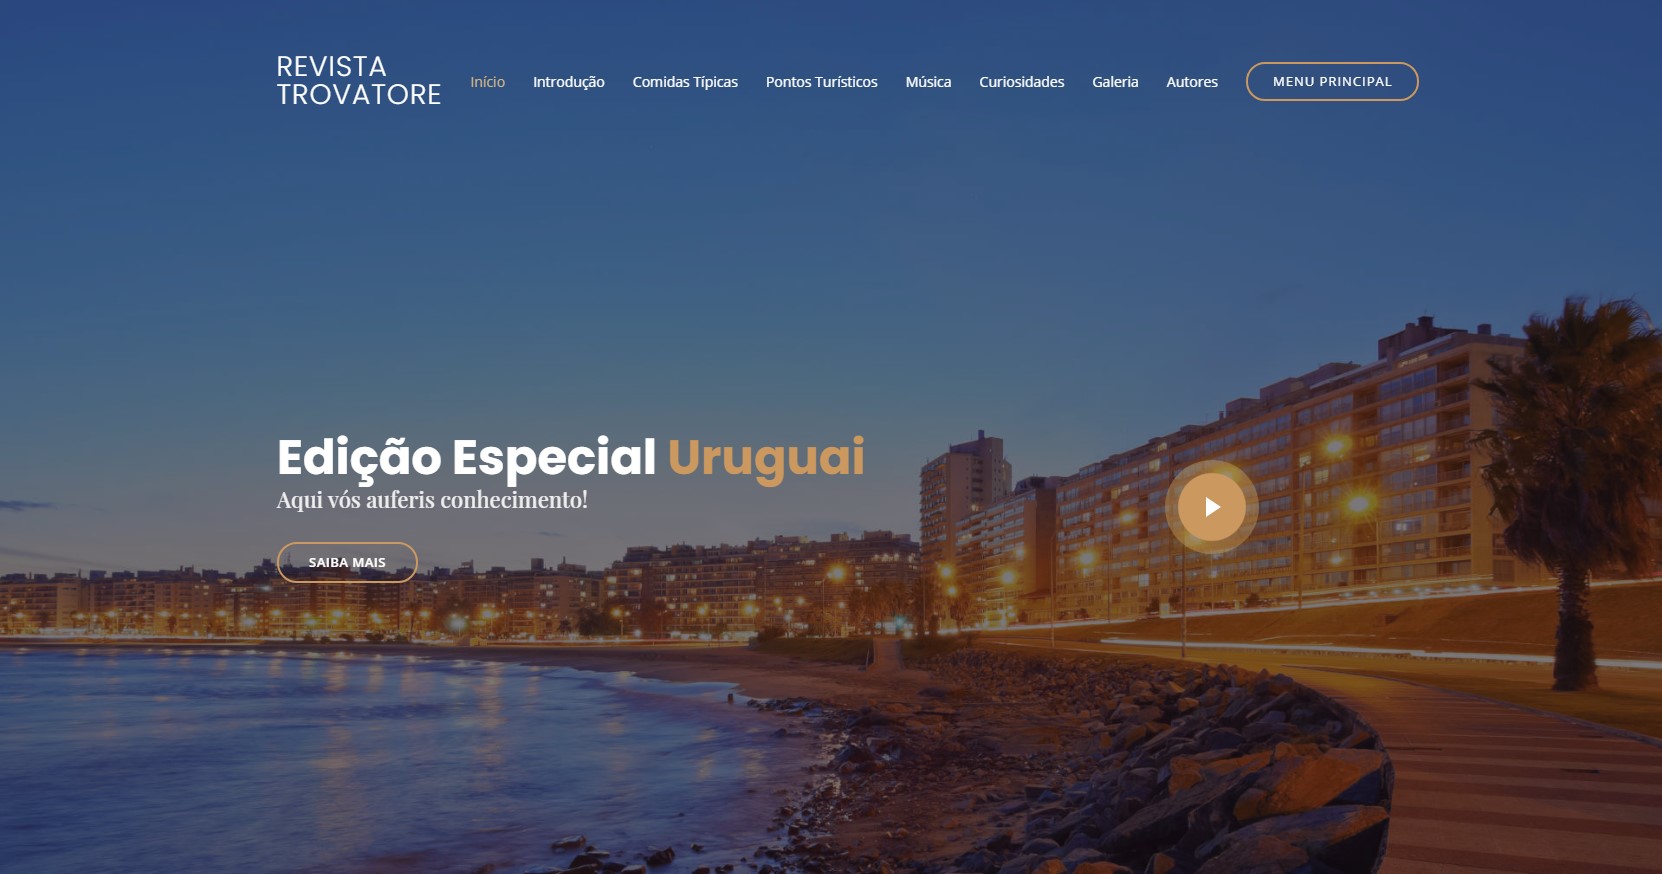 REVISTA
TROVATORE
Início Introdução Comidas Típicas Pontos Turísticos Música Curiosidades Galeria Autores MENU PRINCIPAL
Edição Especial Uruguai
Aqui vós auferis conhecimento!
SAIBA MAIS